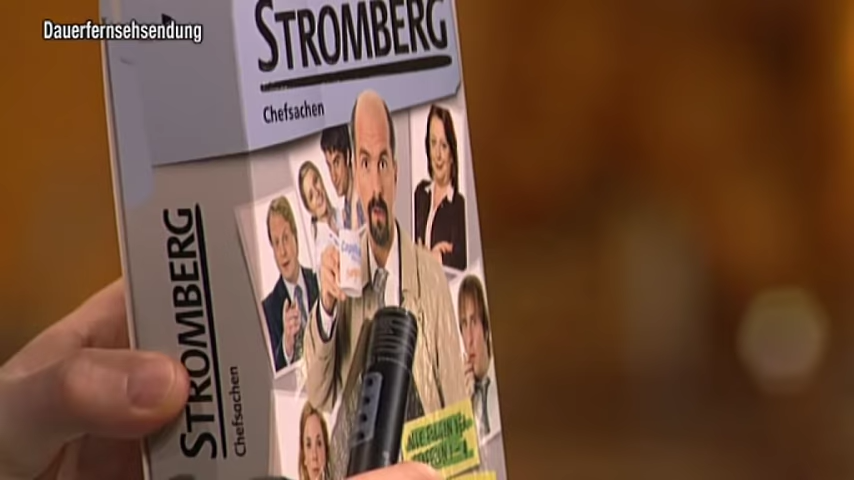 Dauerfernsehsendung
STROMBERG
Chefsachen
STROMBERG
Chefsachen